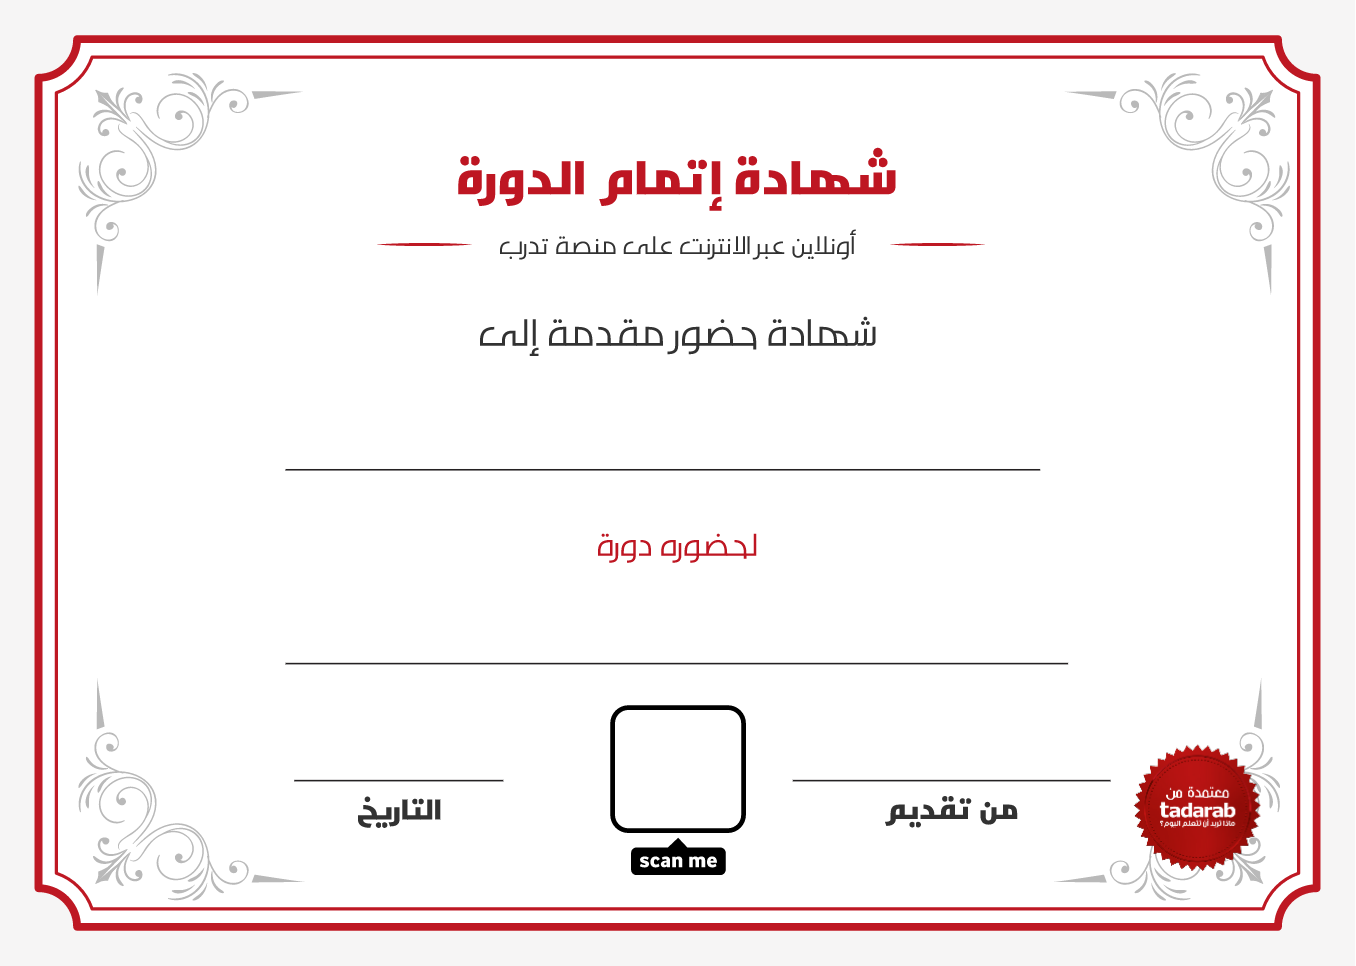 شهادة إتمام الدورة
أونلاين عبر الانترنت على منصة تدرب
شهادة حضور مقدمة إلى
لحضوره دورة
من تقديم
التاريخ
scan me
معتمدة من
tadarab
ماذا تريد أن تتعلم اليوم؟